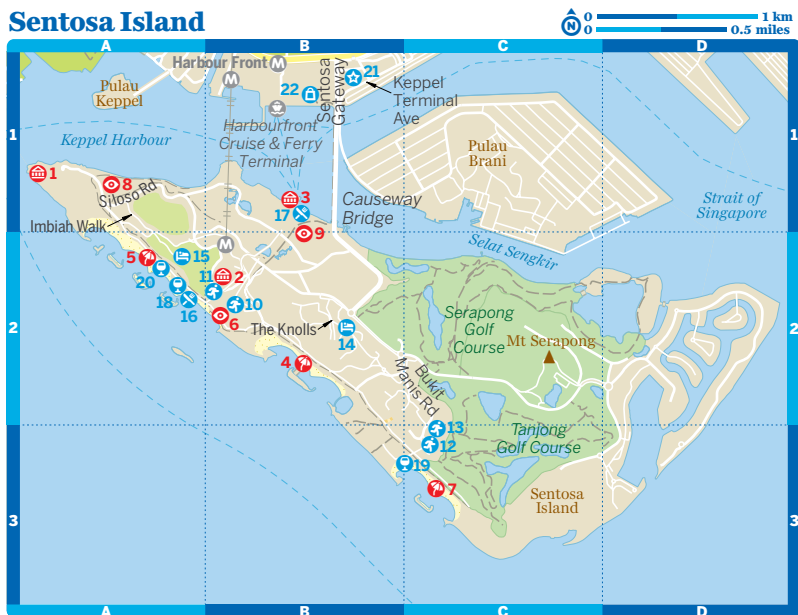 Sentosa Island
N
0
1 km
0
0.5 miles
A
B
C
D
Harbour Front
M
M
21
22
Sentosa
Gateway
Keppel
Terminal
Ave
Pulau
Keppel
1
1
Keppel Harbour
Harbourfront
Cruise & Ferry
Terminal
Pulau
Brani
1
8
Siloso Rd
3
17
Causeway
Bridge
Strait of
Singapore
Imbiah Walk
9
M
Selat Sengkir
5
15
20
11
2
18
16
10
6
The Knolls
14
Serapong
Golf
Course
Mt Serapong
2
2
4
Bukit
Manis Rd
13
12
Tanjong
Golf Course
19
7
Sentosa
Island
3
3
A
B
C
D